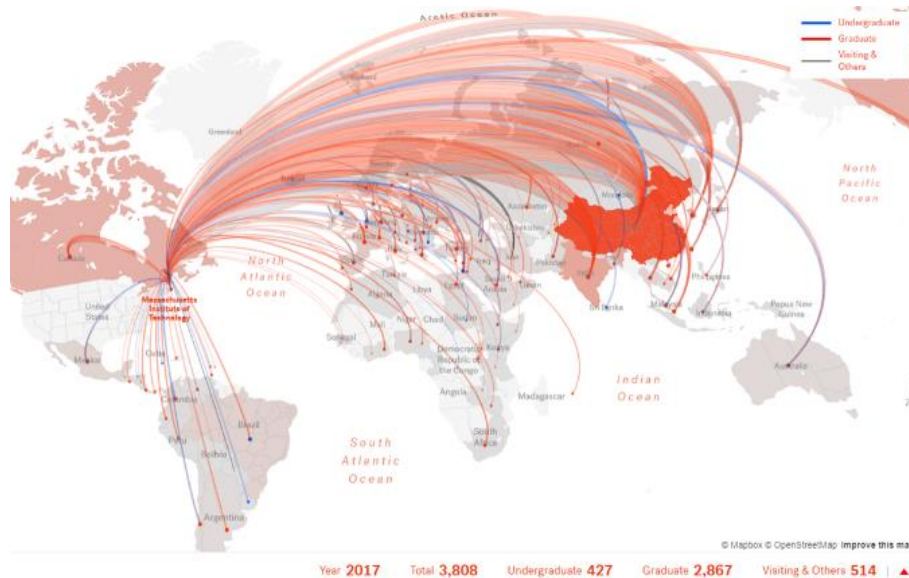 Arctic Ocean
Undergraduate
Graduate
Visiting &
Others
Greenland
North
Pacific
Ocean
Canada
North
Atlantic
Ocean
United
States
Massachusetts
Institute of
Technology
Mexico
Cuba
Colombia
Peru
Brazil
Bolivia
Argentina
South
Atlantic
Ocean
Algeria
Libya
Egypt
Iraq
Saudi
Arabia
Oman
Pakistan
Mali
Niger
Chad
Sudan
Senegal
Democratic
Republic of
the Congo
Kenya
Angola
Madagascar
South
Africa
Indian
Ocean
Sri Lanka
Malaysia
Philippines
Indonesia
Papua New
Guinea
Australia
© Mapbox © OpenStreetMap Improve this ma
Year 2017 Total 3,808 Undergraduate 427 Graduate 2,867 Visiting & Others 514